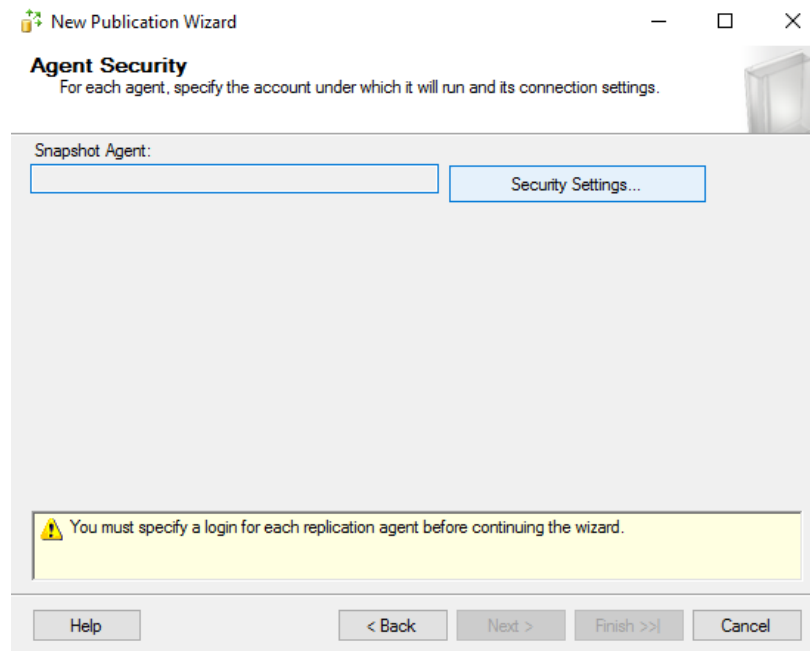 New Publication Wizard
Agent Security
For each agent, specify the account under which it will run and its connection settings.
Snapshot Agent:
Security Settings...
You must specify a login for each replication agent before continuing the wizard.
Help
< Back
Next >
Finish >>|
Cancel